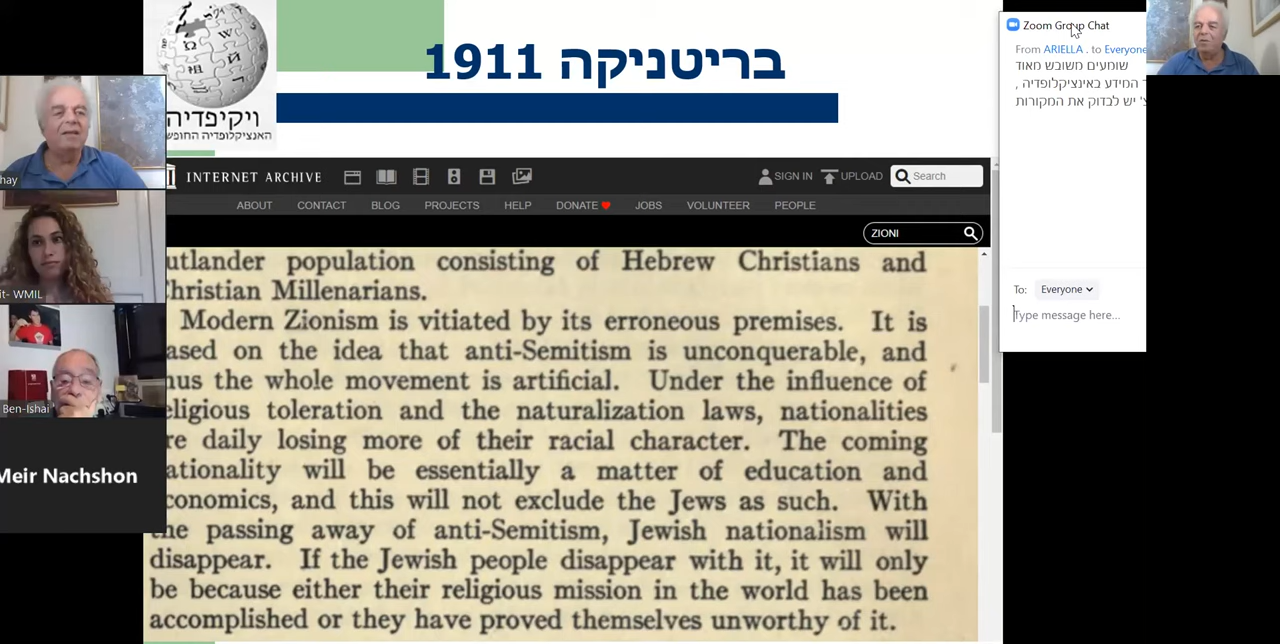 בריטניקה 1911
ויקיפדיה
האנציקלופדיה
INTERNET ARCHIVE
SIGN IN
UPLOAD
Search
ABOUT
CONTACT
BLOG
PROJECTS
HELP
DONATE
JOBS
VOLUNTEER
PEOPLE
ZIONI
utlander population consisting of Hebrew Christians and
hristian Millenarians.
Modern Zionism is vitiated by its erroneous premises. It is
ased on the idea that anti-Semitism is unconquerable, and
hus the whole movement is artificial. Under the influence of
eligious toleration and the naturalization laws, nationalities
re daily losing more of their racial character. The coming
ationality will be essentially a matter of education and
conomics, and this will not exclude the Jews as such. With
he passing away of anti-Semitism, Jewish nationalism will
disappear. If the Jewish people disappear with it, it will only
be because either their religious mission in the world has been
accomplished or they have proved themselves unworthy of it.
hay
it- WMIL
Ben-Ishai
Meir Nachshon
Zoom Group Chat
From ARIELLA . to Everyone
שומעים משובש מאוד
המידע באינציקלופדיה ,
יש לבדוק את המקורות
To: Everyone
Type message here...